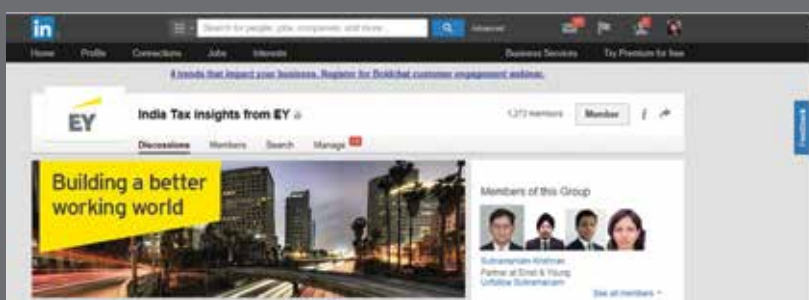 in
Search for people, jobs, companies, and more...
Advanced
Home Profile Connections Jobs Interests
Business Services Try Premium for free
4 trends that impact your business. Register for Boldchat customer engagement webinar.
EY
India Tax insights from EY
1,273 members Member i
Discussions Members Search Manage
Feedback
Building a better
working world
Members of this Group
Subramaniam Krishnan
Partner at Ernst & Young
Unfollow Subramaniam
See all members